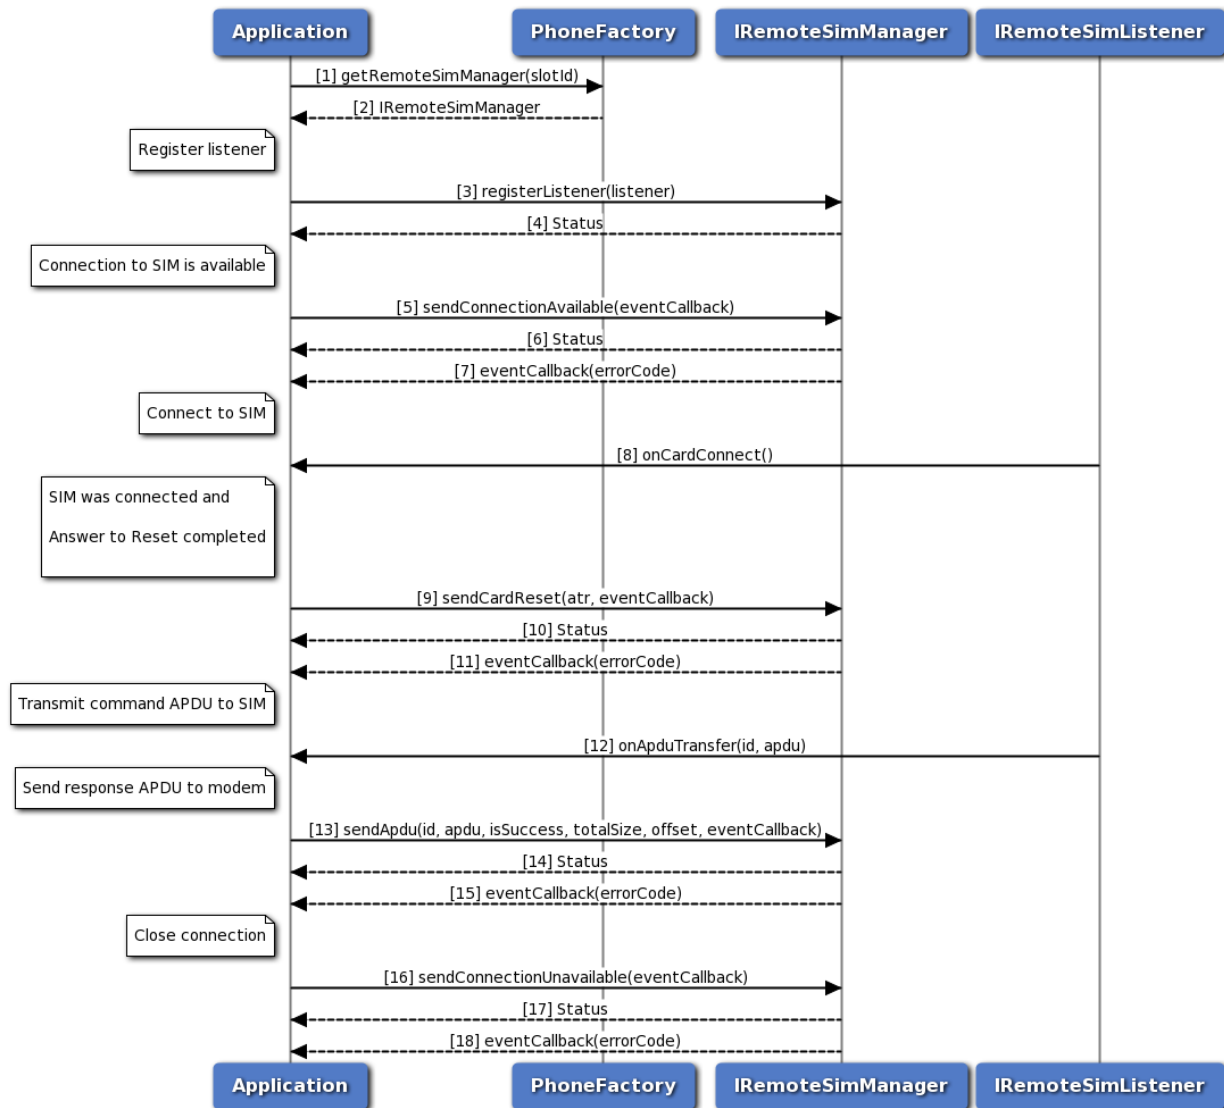 Application
PhoneFactory
IRemoteSimManager
IRemoteSimListener
[1] getRemoteSimManager(slotId)
[2] IRemoteSimManager
Register listener
[3] registerListener(listener)
[4] Status
Connection to SIM is available
[5] sendConnectionAvailable(eventCallback)
[6] Status
[7] eventCallback(errorCode)
Connect to SIM
[8] onCardConnect()
SIM was connected and
Answer to Reset completed
[9] sendCardReset(atr, eventCallback)
[10] Status
[11] eventCallback(errorCode)
Transmit command APDU to SIM
[12] onApduTransfer(id, apdu)
Send response APDU to modem
[13] sendApdu(id, apdu, isSuccess, totalSize, offset, eventCallback)
[14] Status
[15] eventCallback(errorCode)
Close connection
[16] sendConnectionUnavailable(eventCallback)
[17] Status
[18] eventCallback(errorCode)
Application
PhoneFactory
IRemoteSimManager
IRemoteSimListener